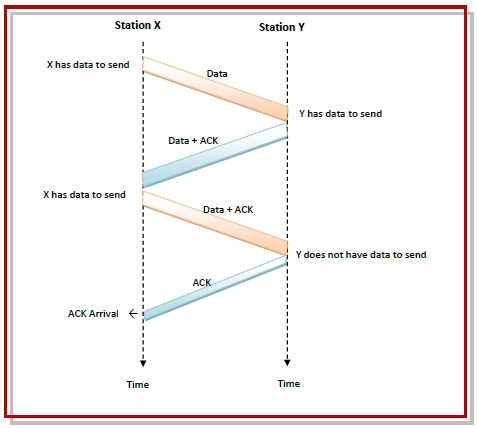 Station X
Station Y
X has data to send
Data
Y has data to send
Data + ACK
X has data to send
Data + ACK
Y does not have data to send
ACK
ACK Arrival
Time
Time